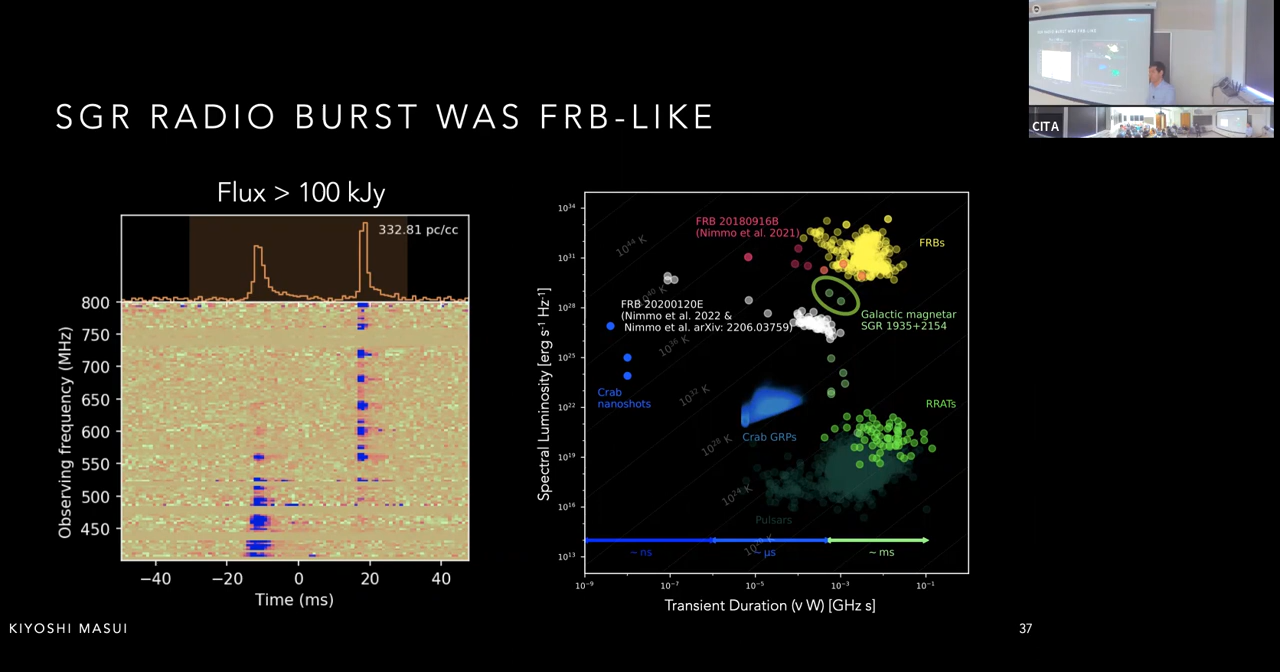 SGR RADIO BURST WAS FRB-LIKE
CITA
Flux > 100 kJy
332.81 pc/cc
800
750
700
650
600
550
500
450
Observing frequency (MHz)
−40
−20
0
20
40
Time (ms)
10³⁴
10³¹
10²⁸
10²⁵
10²²
10¹⁹
10¹⁶
10¹³
Spectral Luminosity [erg s⁻¹ Hz⁻¹]
FRB 20180916B
(Nimmo et al. 2021)
FRBs
10⁴⁴ K
FRB 20200120E
(Nimmo et al. 2022 &
Nimmo et al. arXiv: 2206.03759)
Galactic magnetar
SGR 1935+2154
10³⁶ K
10³² K
Crab
nanoshots
RRATs
Crab GRPs
10²⁸ K
10²⁴ K
Pulsars
~ ns
~ μs
~ ms
10⁻⁹
10⁻⁷
10⁻⁵
10⁻³
10⁻¹
Transient Duration (ν W) [GHz s]
KIYOSHI MASUI
37